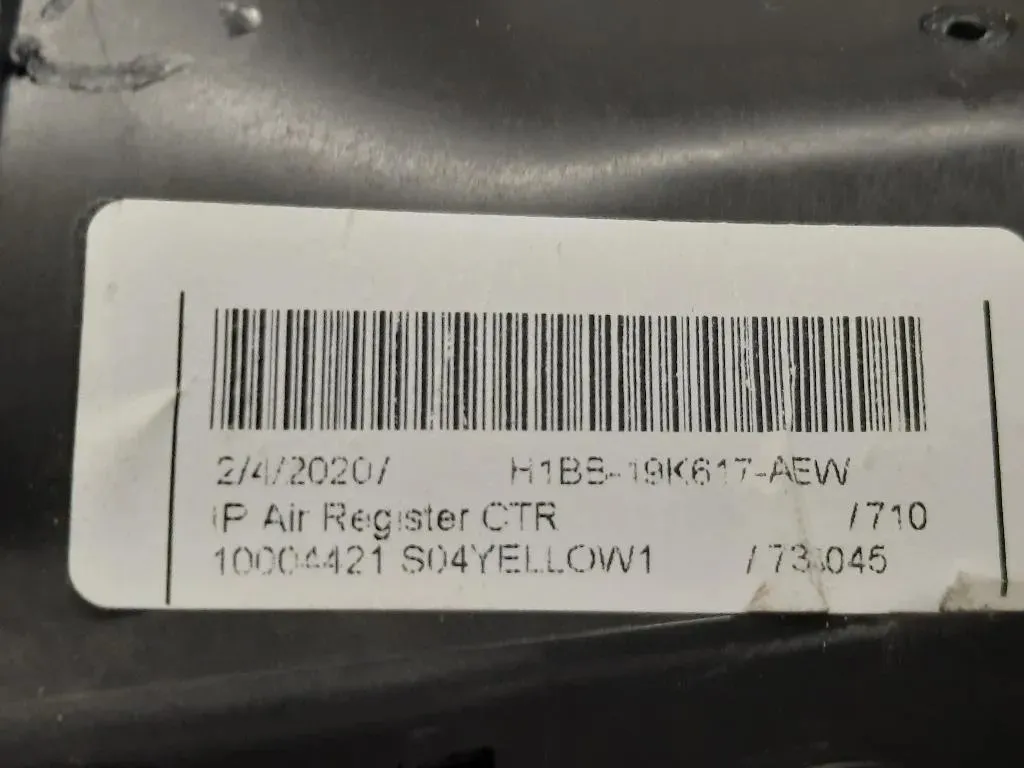 2/4/2020/ H1BB-19K617-AEW
IP Air Register CTR /710
10004421 S04YELLOW1